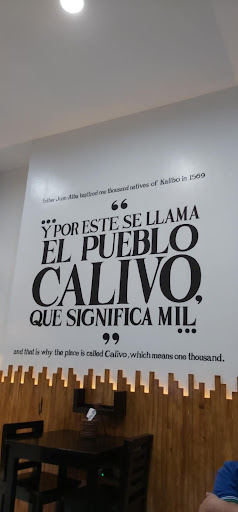 Father Juan Alba baptized one thousand natives of Kalibo in 1569
“
...Y POR ESTE SE LLAMA
EL PUEBLO
CALIVO,
QUE SIGNIFICA MIL...
”
and that is why the place is called Calivo, which means one thousand.